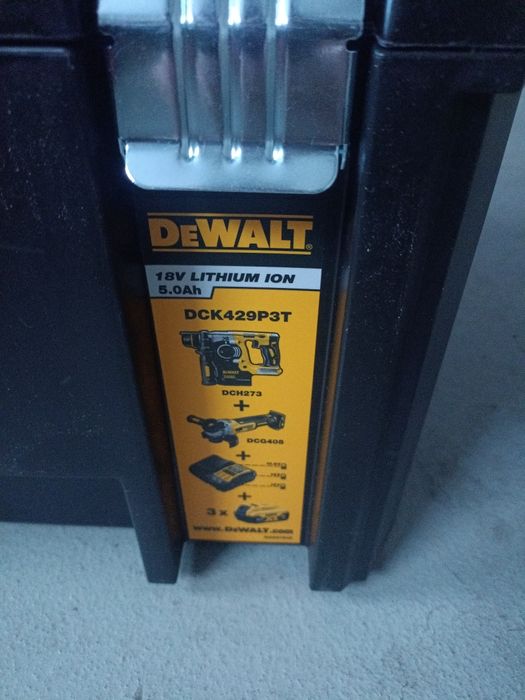 DEWALT®
18V LITHIUM ION
5.0Ah
DCK429P3T
DCH273
+
DCG405
+
+
3 x
www.DEWALT.com